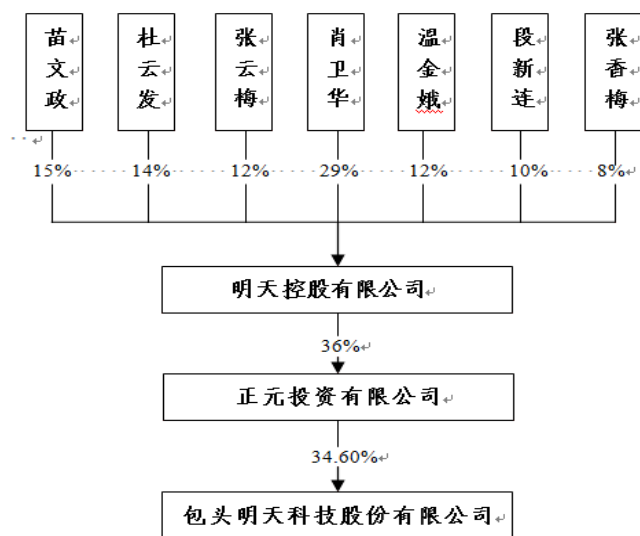 苗文政
杜云发
张云梅
肖卫华
温金娥
段新连
张香梅
15%
14%
12%
29%
12%
10%
8%
明天控股有限公司
36%
正元投资有限公司
34.60%
包头明天科技股份有限公司